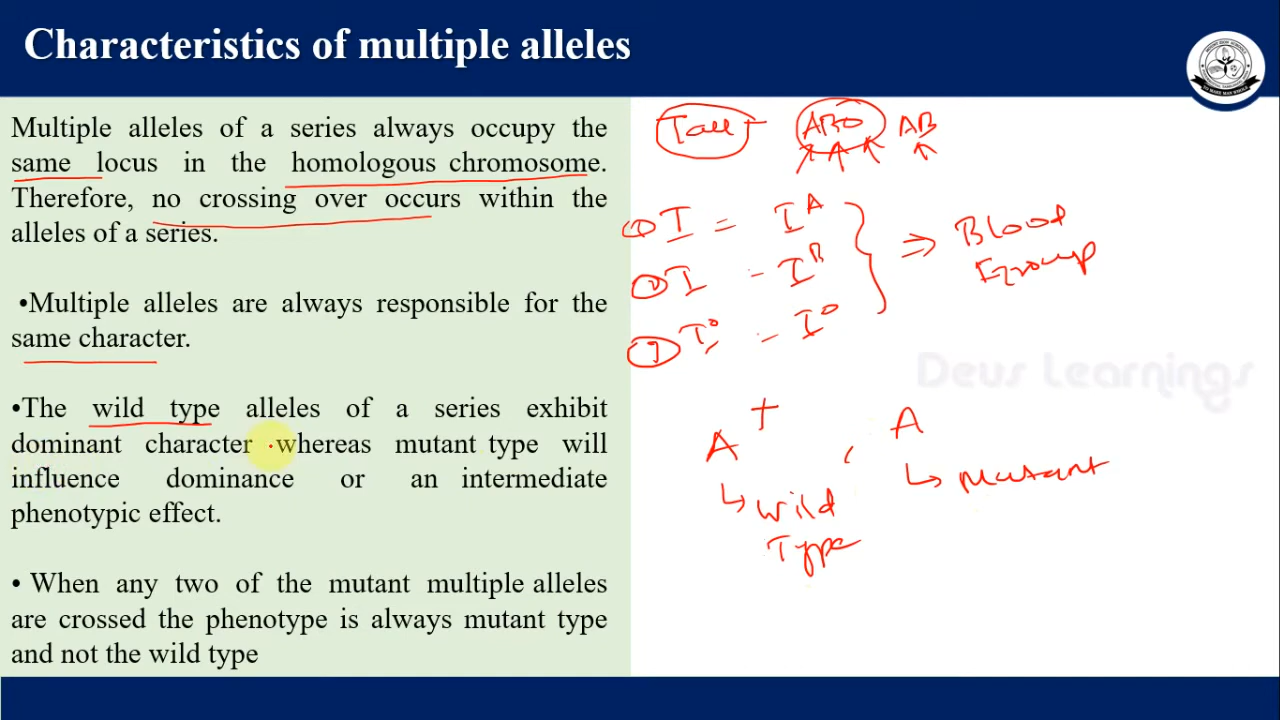 Characteristics of multiple alleles
Multiple alleles of a series always occupy the
same locus in the homologous chromosome.
Therefore, no crossing over occurs within the
alleles of a series.
•Multiple alleles are always responsible for the
same character.
•The wild type alleles of a series exhibit
dominant character whereas mutant type will
influence dominance or an intermediate
phenotypic effect.
• When any two of the mutant multiple alleles
are crossed the phenotype is always mutant type
and not the wild type
Tall ABO AB
① I = I^A
② I - I^B
I° - I°
⇒ Blood
group
Deus Learnings
A⁺ , A
↳ Wild
Type
↳ Mutant